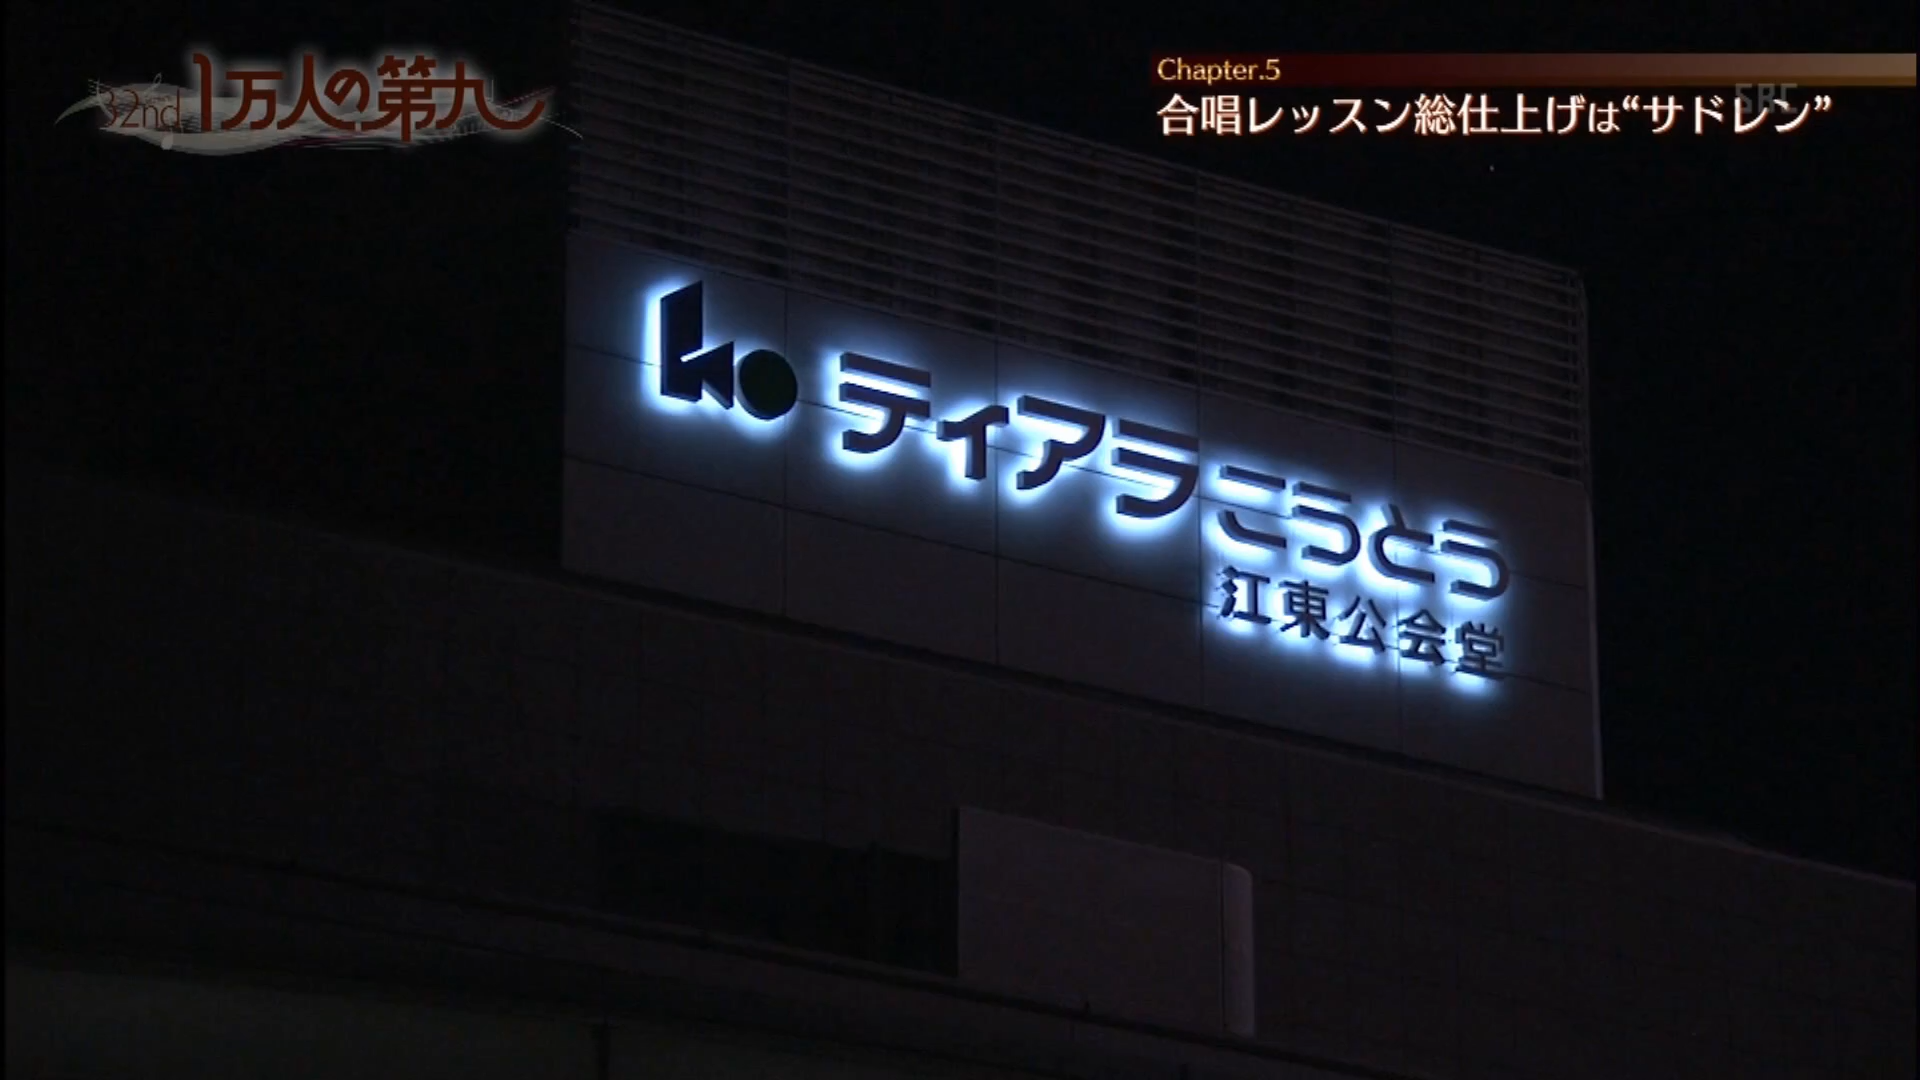 32nd 1万人の第九
Chapter.5
合唱レッスン総仕上げは“サドレン”
SBC
ティアラこうとう
江東公会堂